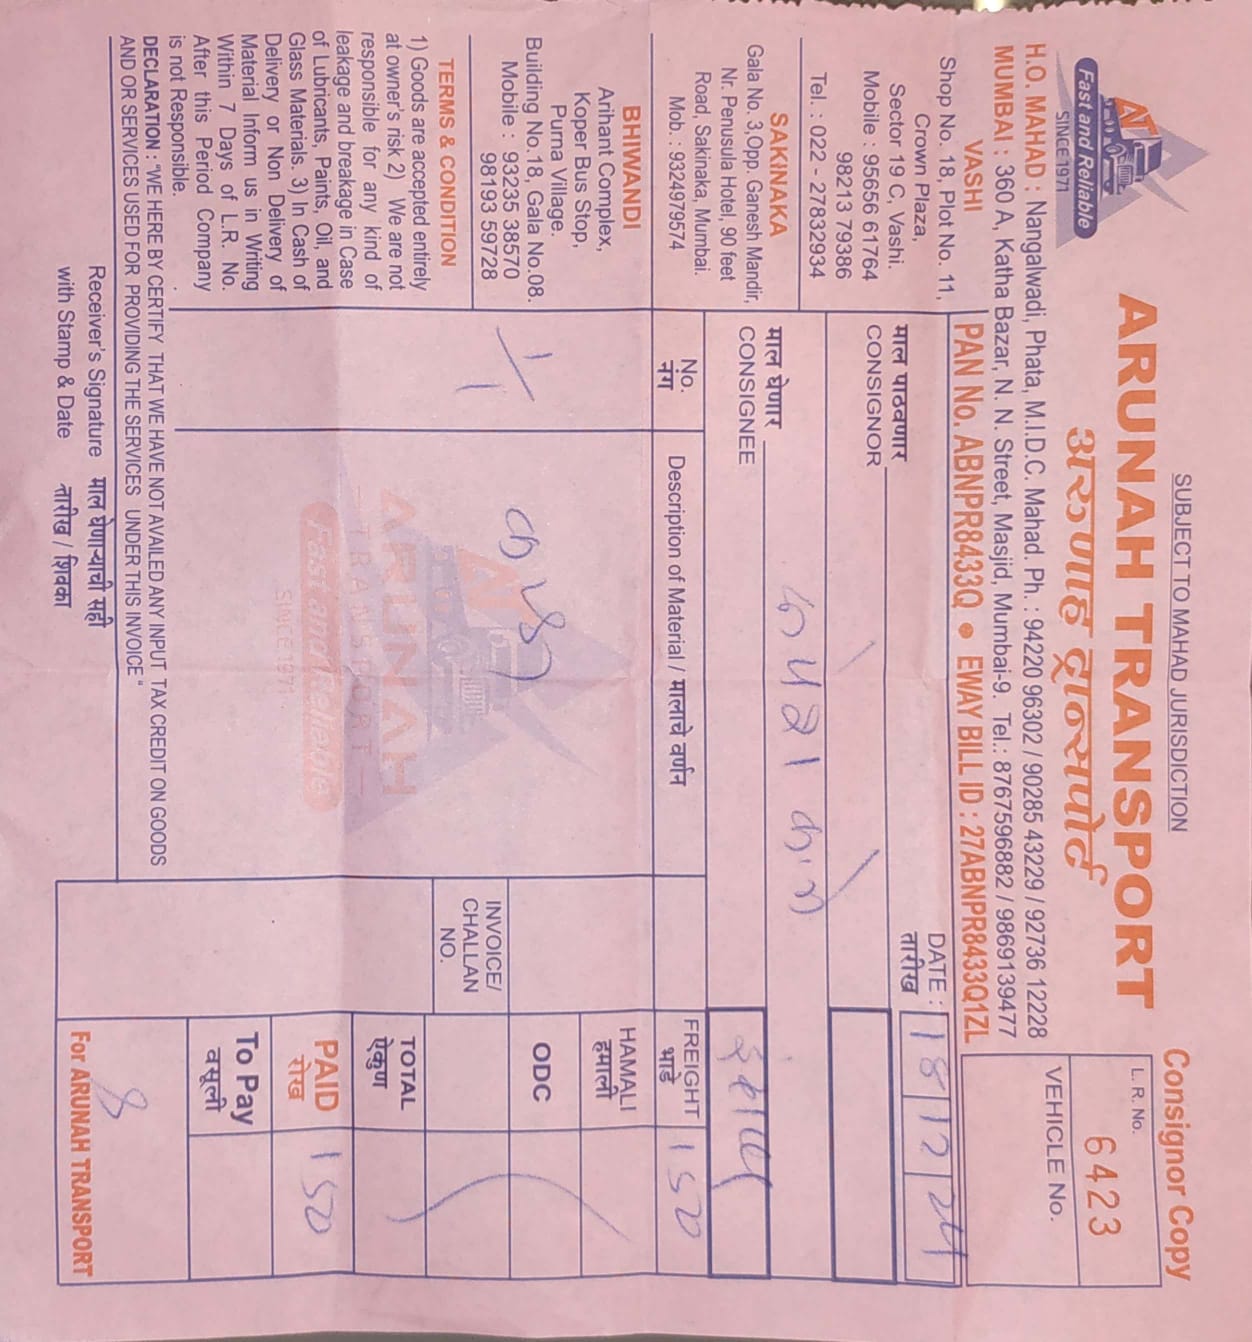 SUBJECT TO MAHAD JURISDICTION
Consignor Copy
AT
Fast and Reliable
SINCE 1971
ARUNAH TRANSPORT
अरुणाह ट्रान्सपोर्ट
L.R. No.
6423
H.O. MAHAD : Nangalwadi, Phata, M.I.D.C. Mahad. Ph. : 94220 96302 / 90285 43229 / 92736 12228
MUMBAI : 360 A, Katha Bazar, N. N. Street, Masjid, Mumbai-9. Tel.: 8767596882 / 9869139477
VEHICLE No.
PAN No. ABNPR8433Q • EWAY BILL ID : 27ABNPR8433Q1ZL
VASHI
Shop No. 18, Plot No. 11,
Crown Plaza,
Sector 19 C, Vashi.
Mobile : 95656 61764
98213 79386
Tel. : 022 - 27832934
SAKINAKA
Gala No. 3,Opp. Ganesh Mandir,
Nr. Penusula Hotel, 90 feet
Road, Sakinaka, Mumbai.
Mob. : 9324979574
BHIWANDI
Arihant Complex,
Koper Bus Stop,
Purna Village.
Building No.18, Gala No.08.
Mobile : 93235 38570
98193 59728
TERMS & CONDITION
1) Goods are accepted entirely
at owner's risk 2) We are not
responsible for any kind of
leakage and breakage in Case
of Lubricants, Paints, Oil, and
Glass Materials. 3) In Cash of
Delivery or Non Delivery of
Material Inform us in Writing
Within 7 Days of L.R. No.
After this Period Company
is not Responsible.
माल पाठवणार
CONSIGNOR
DATE :
तारीख
18 12 24
माल घेणार
CONSIGNEE
No.
नंग
Description of Material / मालाचे वर्णन
FREIGHT
भाडे
150
1/1
HAMALI
हमाली
ODC
INVOICE/
CHALLAN
NO.
TOTAL
ऐकुण
PAID
रोख
150
To Pay
वसूली
AT
ARUNAH
TRANSPORT
Fast and Reliable
SINCE 1971
DECLARATION : "WE HERE BY CERTIFY THAT WE HAVE NOT AVAILED ANY INPUT TAX CREDIT ON GOODS
AND OR SERVICES USED FOR PROVIDING THE SERVICES UNDER THIS INVOICE"
Receiver's Signature माल घेणाऱ्याची सही
with Stamp & Date तारीख / शिक्का
For ARUNAH TRANSPORT